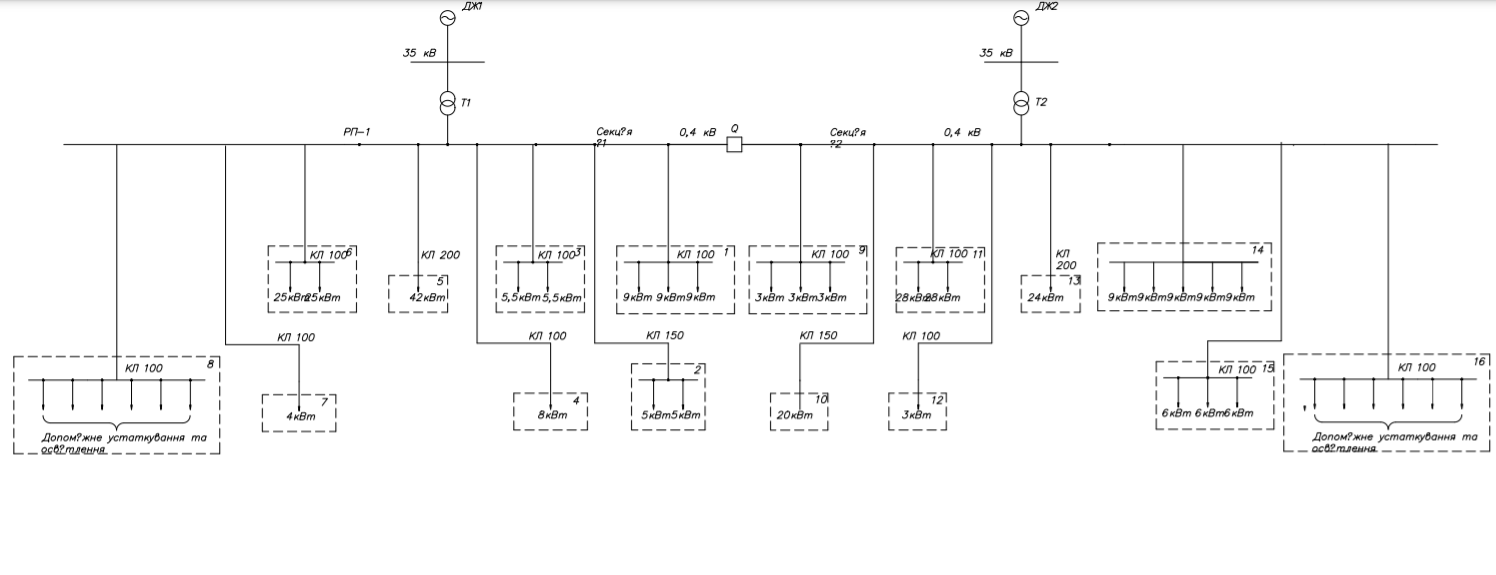 ДЖ1
ДЖ2
35 кВ
35 кВ
Т1
Т2
РП-1
Секц?я
?1
0,4 кВ
Q
Секц?я
?2
0,4 кВ
КЛ 100
6
25кВт
25кВт
КЛ 200
5
42кВт
КЛ 100
3
5,5кВт
5,5кВт
КЛ 100
1
9кВт
9кВт
9кВт
КЛ 100
9
3кВт
3кВт
3кВт
КЛ 100
11
28кВт
28кВт
КЛ
200
13
24кВт
14
9кВт
9кВт
9кВт
9кВт
9кВт
КЛ 100
КЛ 100
КЛ 150
КЛ 150
КЛ 100
КЛ 100
8
Допом?жне устаткування та
осв?тлення
7
4кВт
4
8кВт
2
5кВт
5кВт
10
20кВт
12
3кВт
КЛ 100
15
6кВт
6кВт
6кВт
16
КЛ 100
Допом?жне устаткування та
осв?тлення